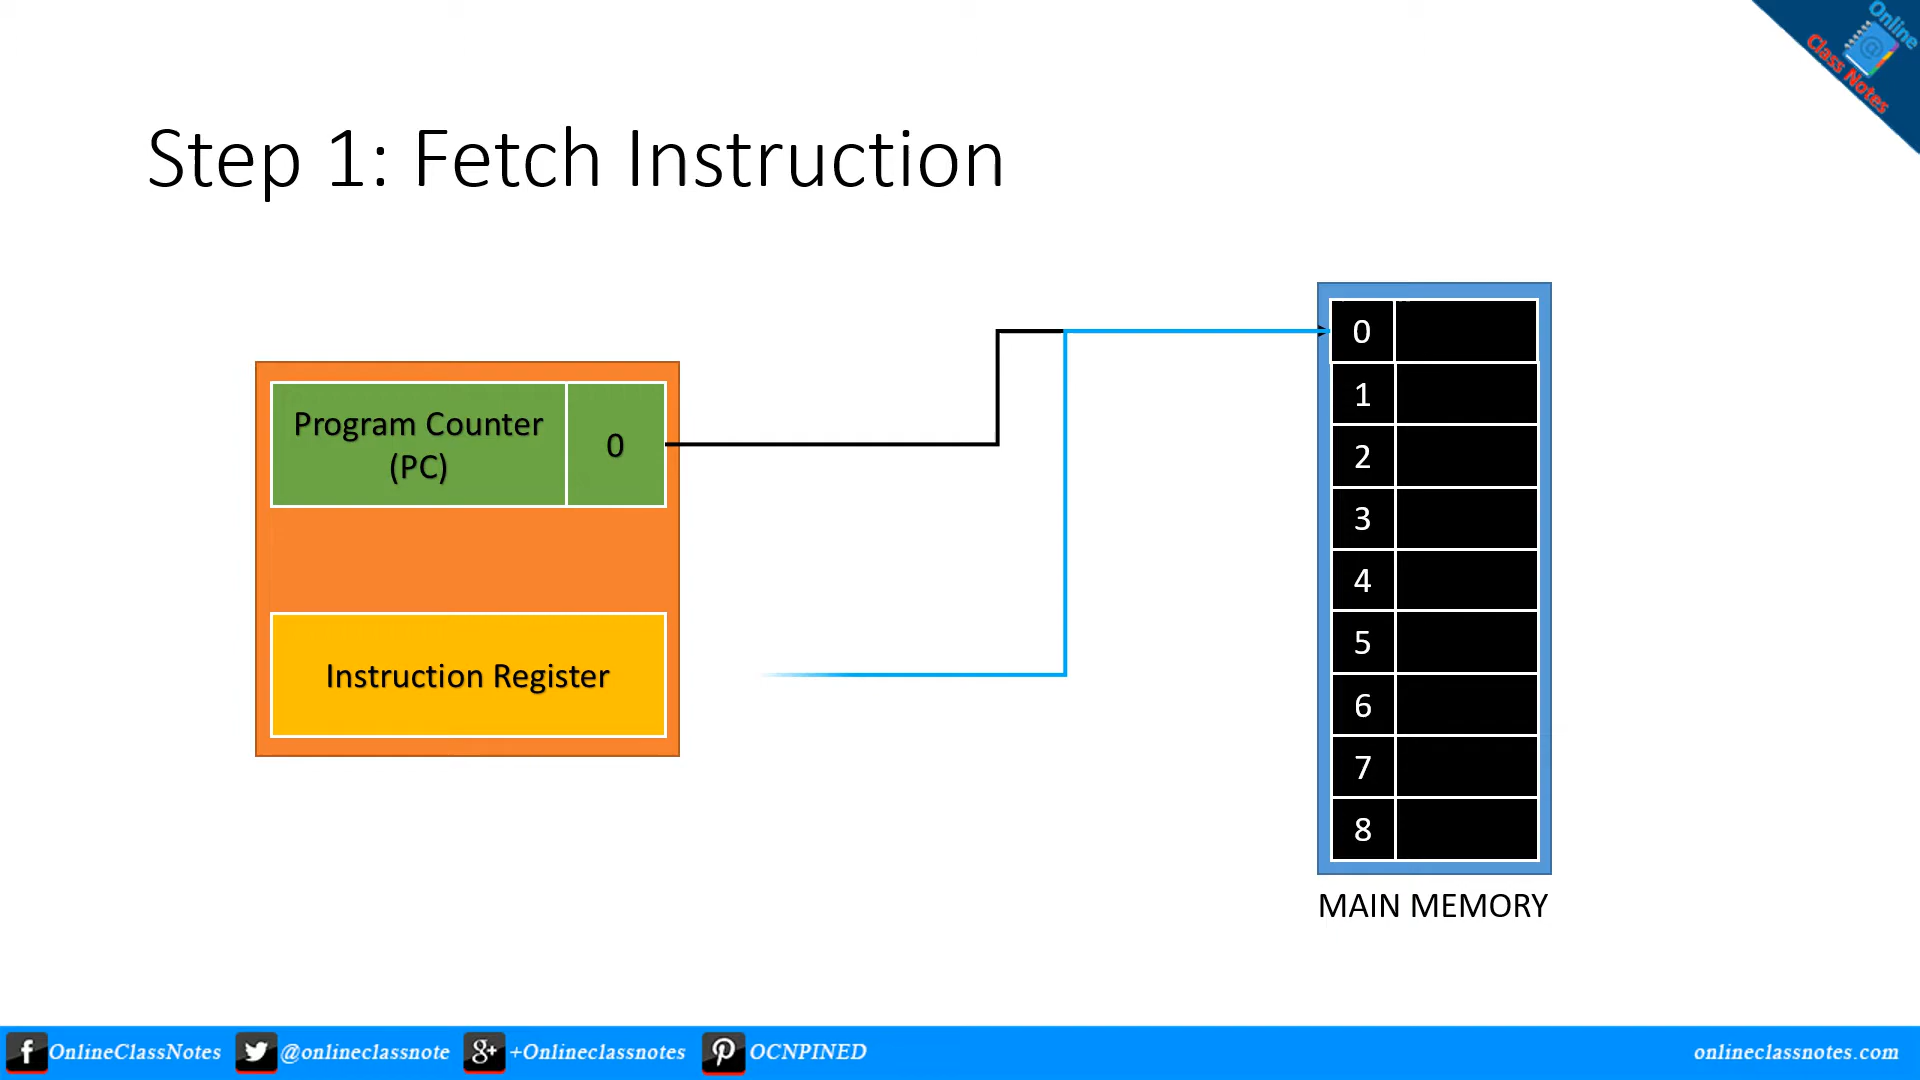 Online
Class Notes
Step 1: Fetch Instruction
Program Counter
(PC)
0
Instruction Register
0
1
2
3
4
5
6
7
8
MAIN MEMORY
OnlineClassNotes
@onlineclassnote
+Onlineclassnotes
OCNPINED
onlineclassnotes.com